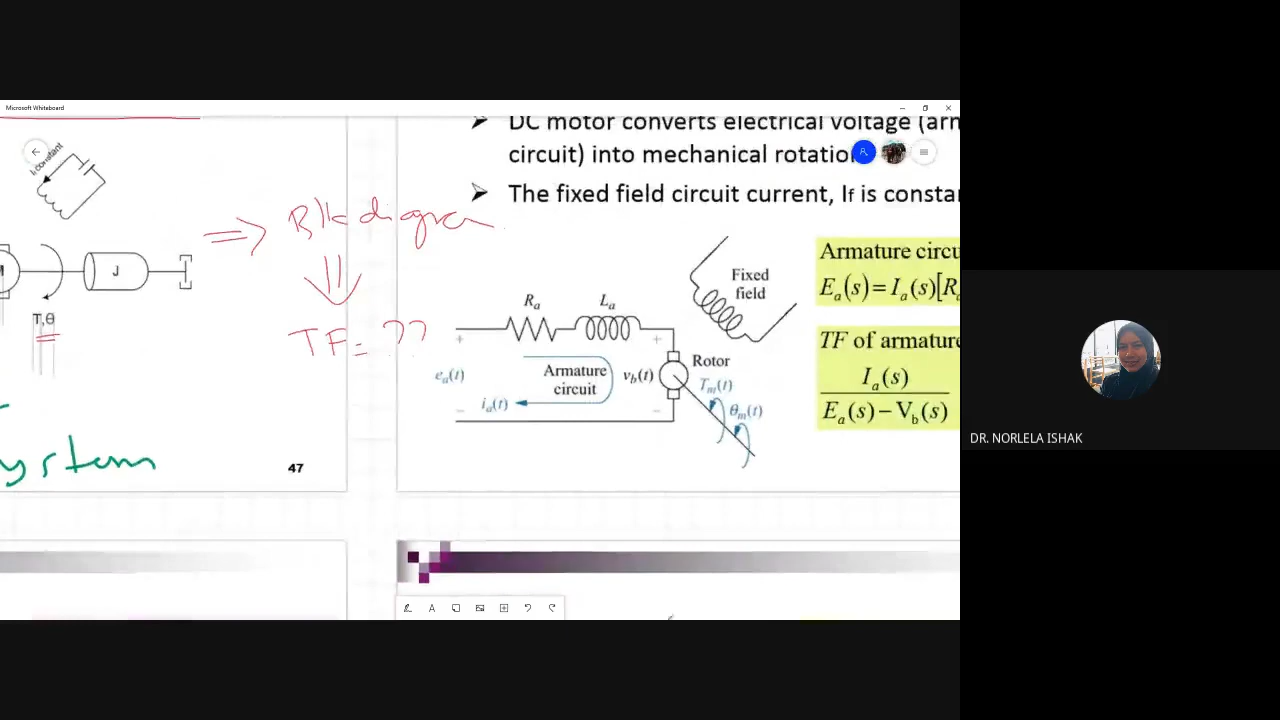 Microsoft Whiteboard
DC motor converts electrical voltage (arm
circuit) into mechanical rotatio
The fixed field circuit current, If is consta
constant
Blk diagram
TF = ??
J
T,θ
ystem
47
Ra
La
Fixed
field
+
+
ea(t)
Armature
circuit
vb(t)
Rotor
Tm(t)
θm(t)
ia(t)
Armature circu
Ea(s)=Ia(s)[R
TF of armature
Ia(s)
Ea(s)−Vb(s)
DR. NORLELA ISHAK